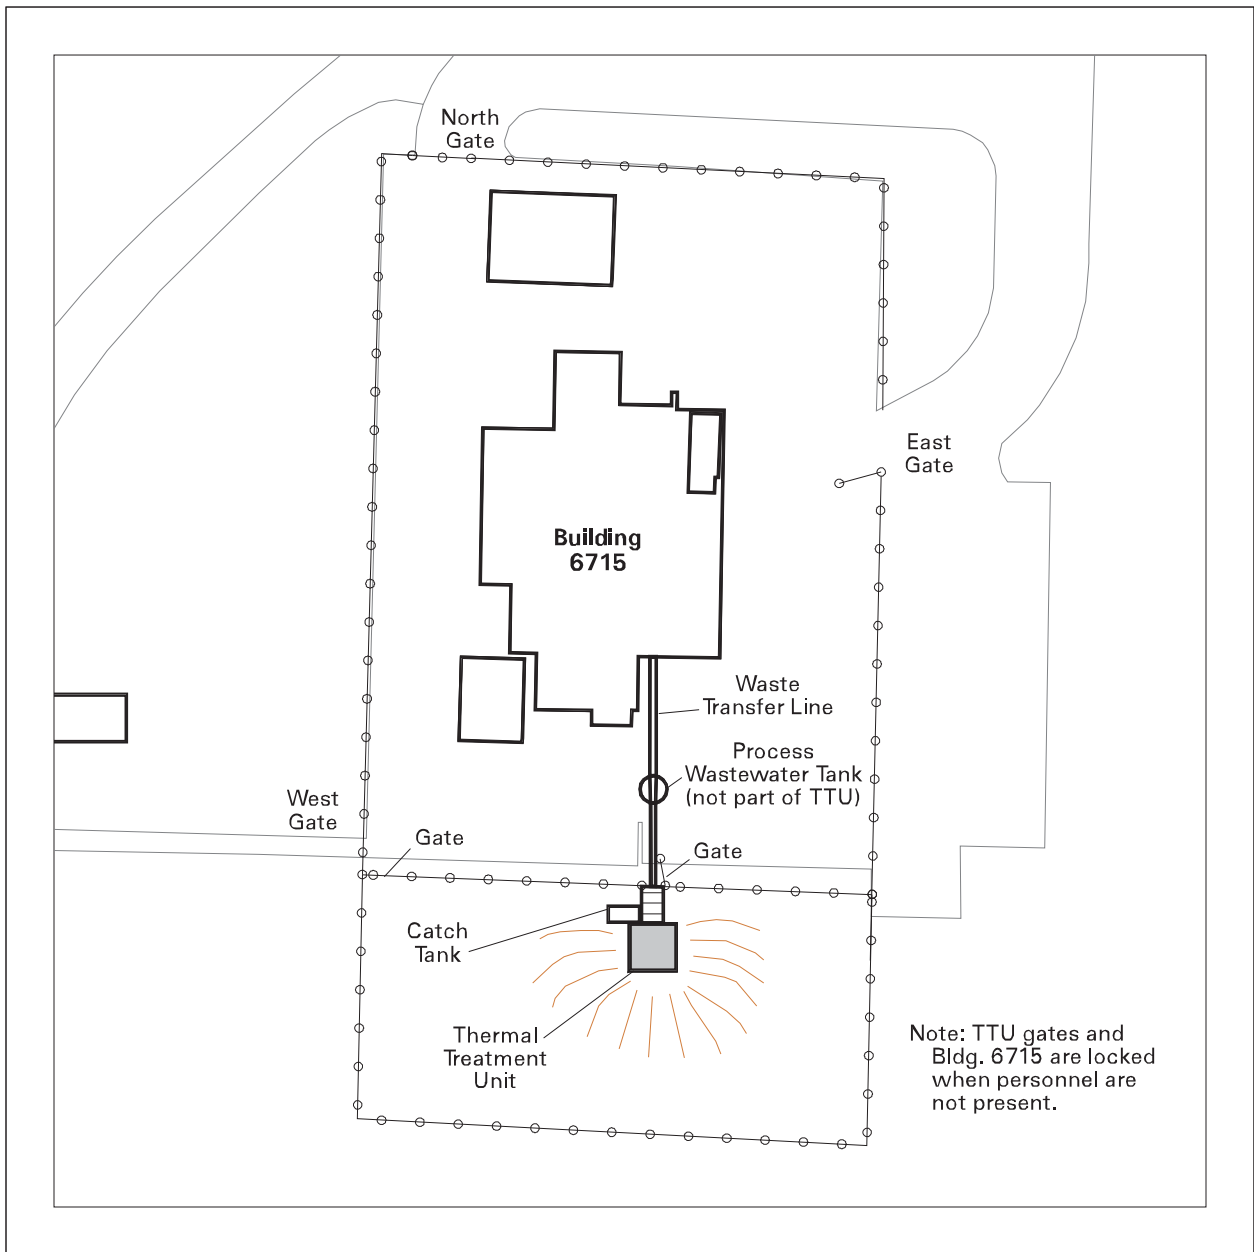 North
Gate
East
Gate
Building
6715
Waste
Transfer Line
Process
Wastewater Tank
(not part of TTU)
West
Gate
Gate
Gate
Catch
Tank
Thermal
Treatment
Unit
Note: TTU gates and
Bldg. 6715 are locked
when personnel are
not present.